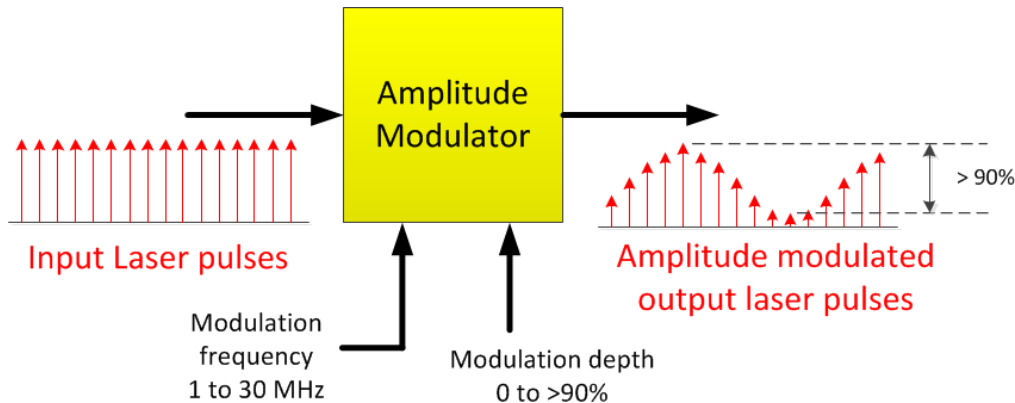 Amplitude
Modulator
> 90%
Input Laser pulses
Amplitude modulated
output laser pulses
Modulation
frequency
1 to 30 MHz
Modulation depth
0 to >90%